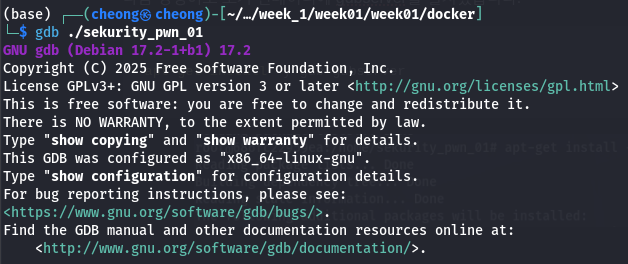 (base) ┌──(cheong㉿ cheong)-[~/…/week_1/week01/week01/docker]
└─$ gdb ./sekurity_pwn_01
GNU gdb (Debian 17.2-1+b1) 17.2
Copyright (C) 2025 Free Software Foundation, Inc.
License GPLv3+: GNU GPL version 3 or later <http://gnu.org/licenses/gpl.html>
This is free software: you are free to change and redistribute it.
There is NO WARRANTY, to the extent permitted by law.
Type "show copying" and "show warranty" for details.
This GDB was configured as "x86_64-linux-gnu".
Type "show configuration" for configuration details.
For bug reporting instructions, please see:
<https://www.gnu.org/software/gdb/bugs/>.
Find the GDB manual and other documentation resources online at:
    <http://www.gnu.org/software/gdb/documentation/>.